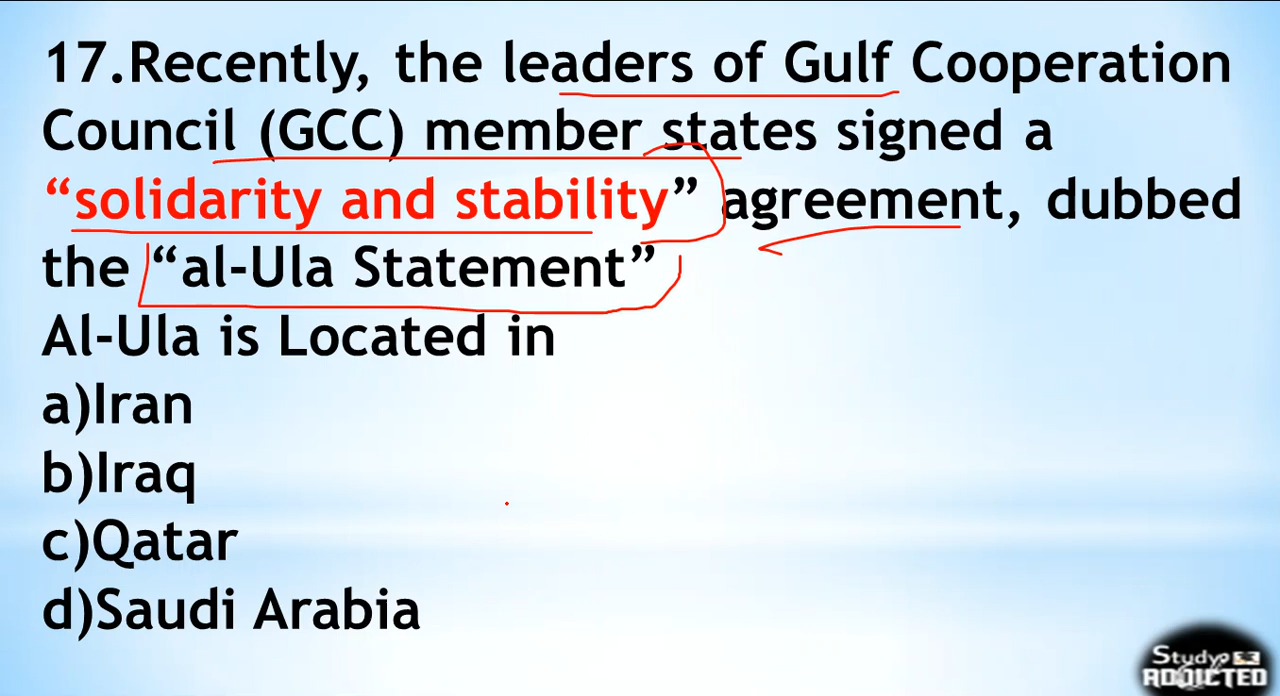 17.Recently, the leaders of Gulf Cooperation
Council (GCC) member states signed a
“solidarity and stability” agreement, dubbed
the “al-Ula Statement”
Al-Ula is Located in
a)Iran
b)Iraq
c)Qatar
d)Saudi Arabia
Study
ADDICTED